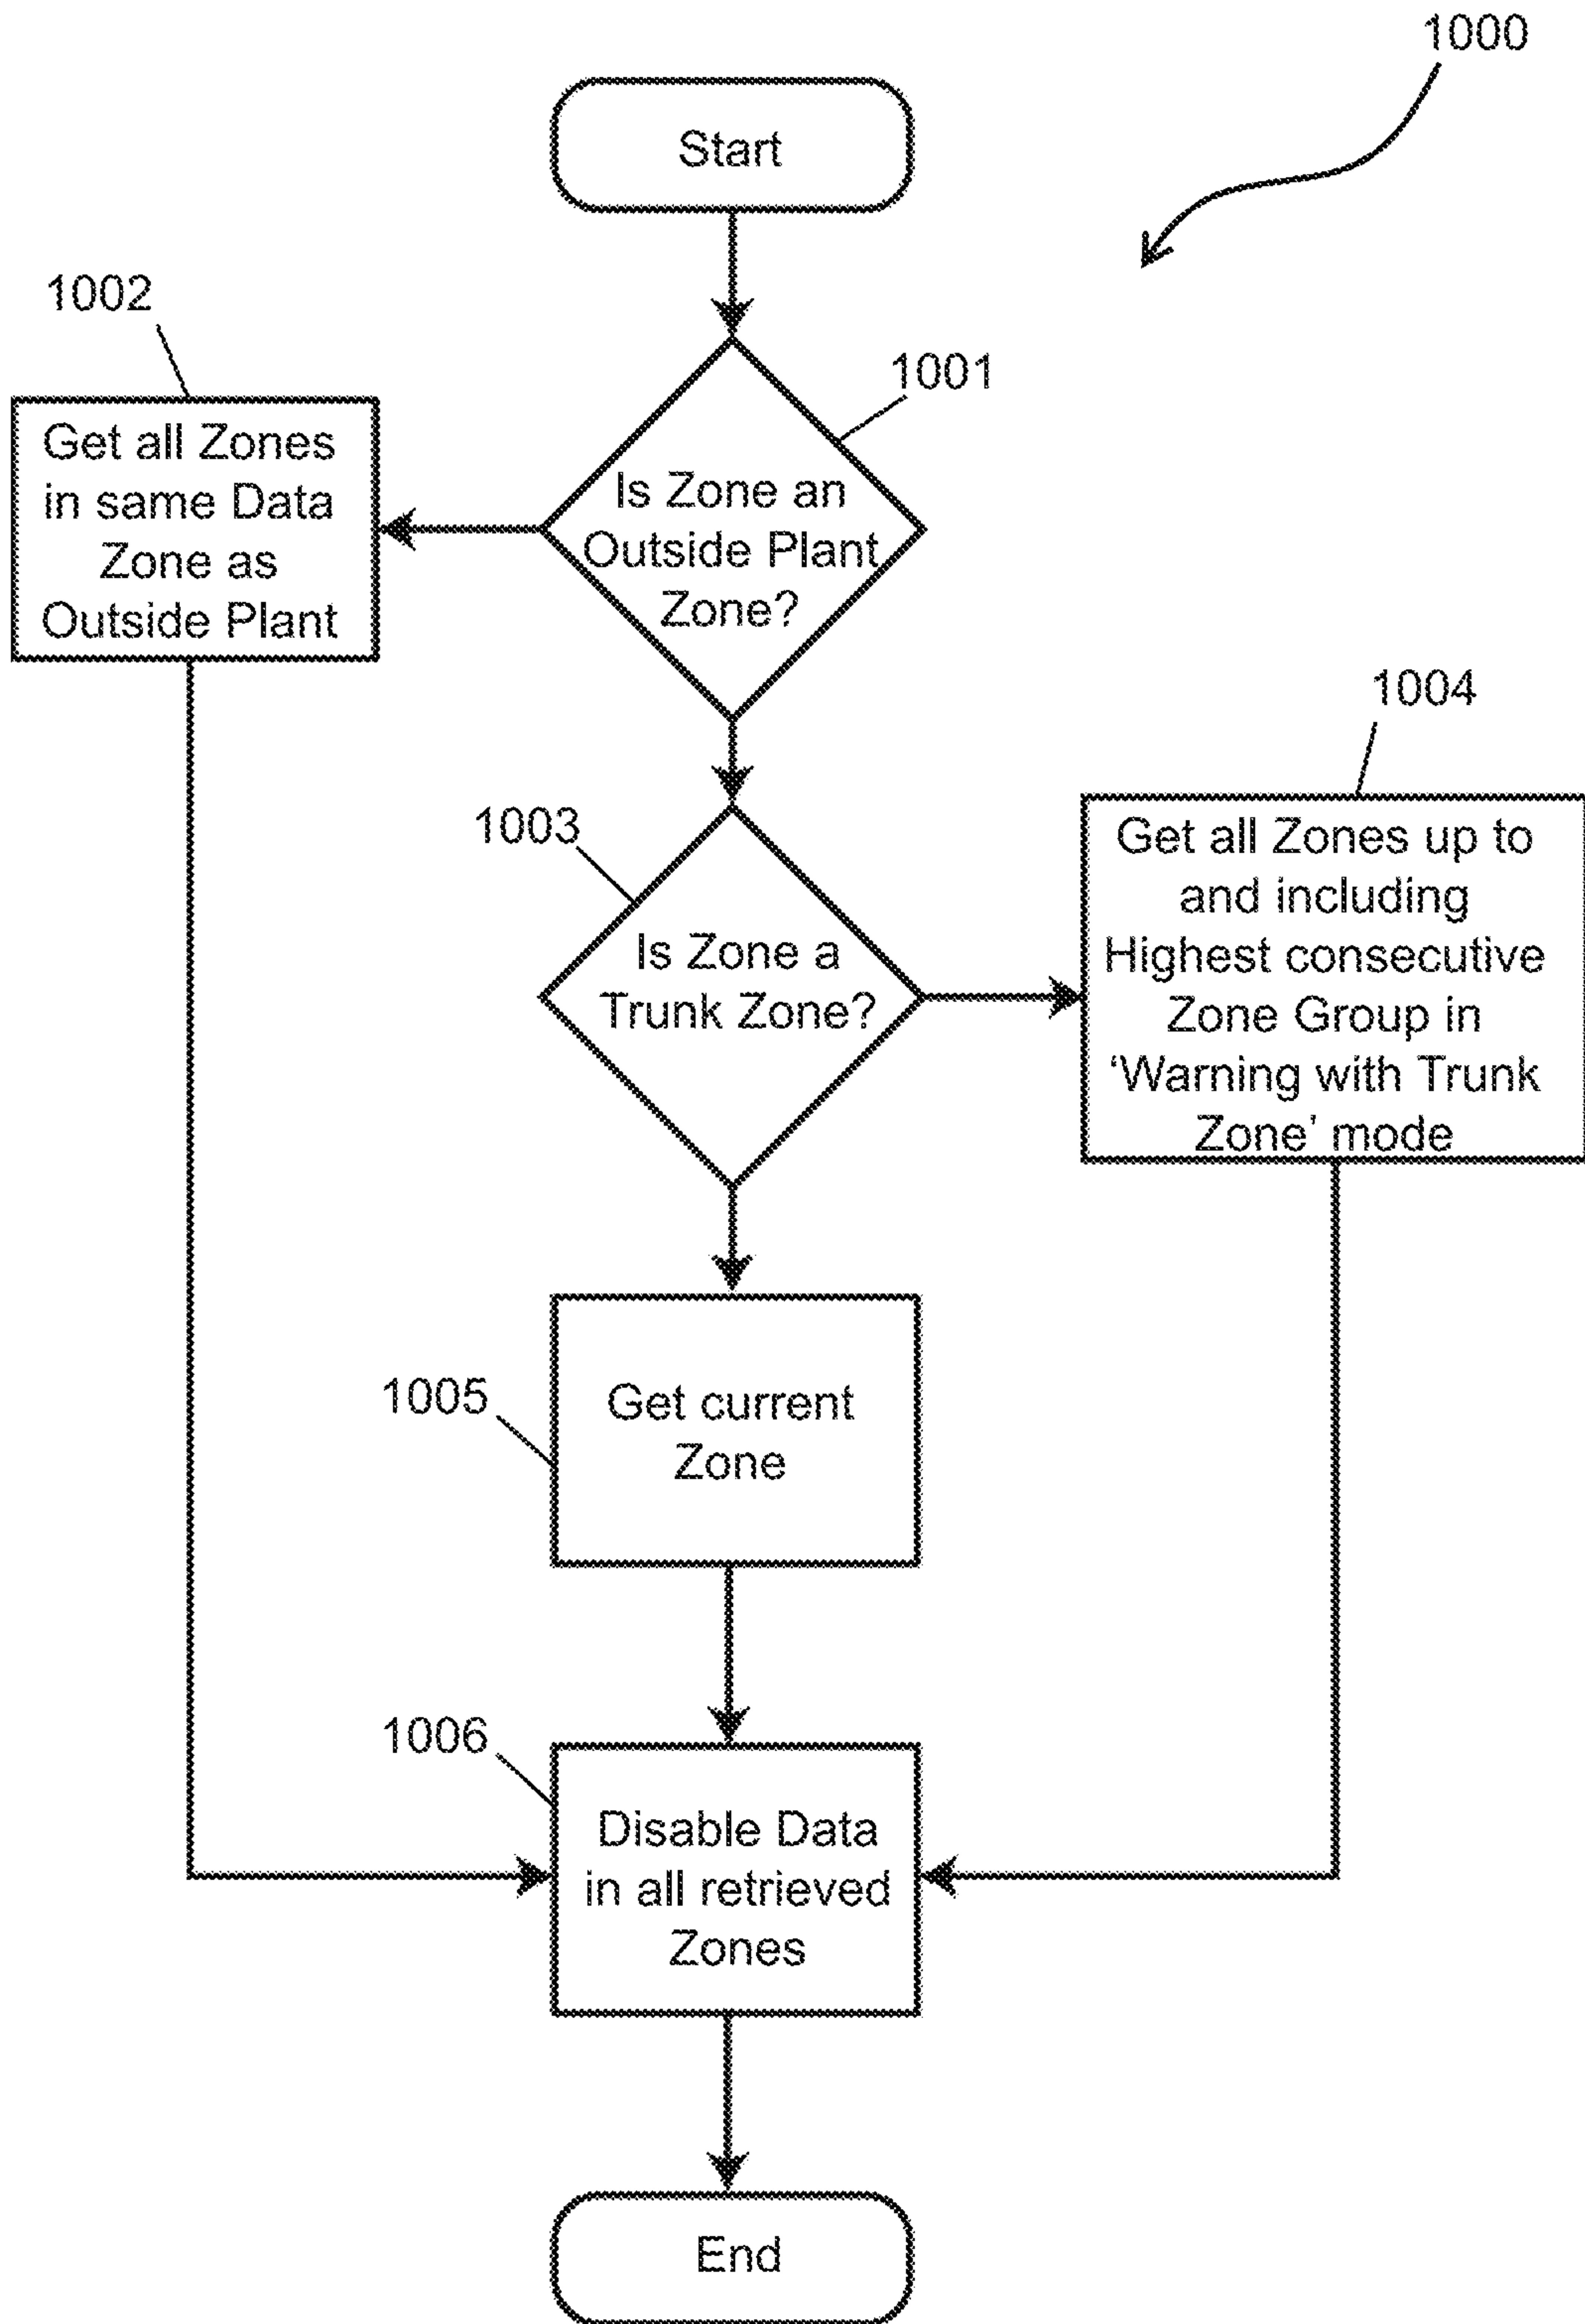 1000
Start
1002
1001
Get all Zones
in same Data
Zone as
Outside Plant
Is Zone an
Outside Plant
Zone?
1004
1003
Get all Zones up to
and including
Highest consecutive
Zone Group in
‘Warning with Trunk
Zone’ mode
Is Zone a
Trunk Zone?
1005
Get current
Zone
1006
Disable Data
in all retrieved
Zones
End